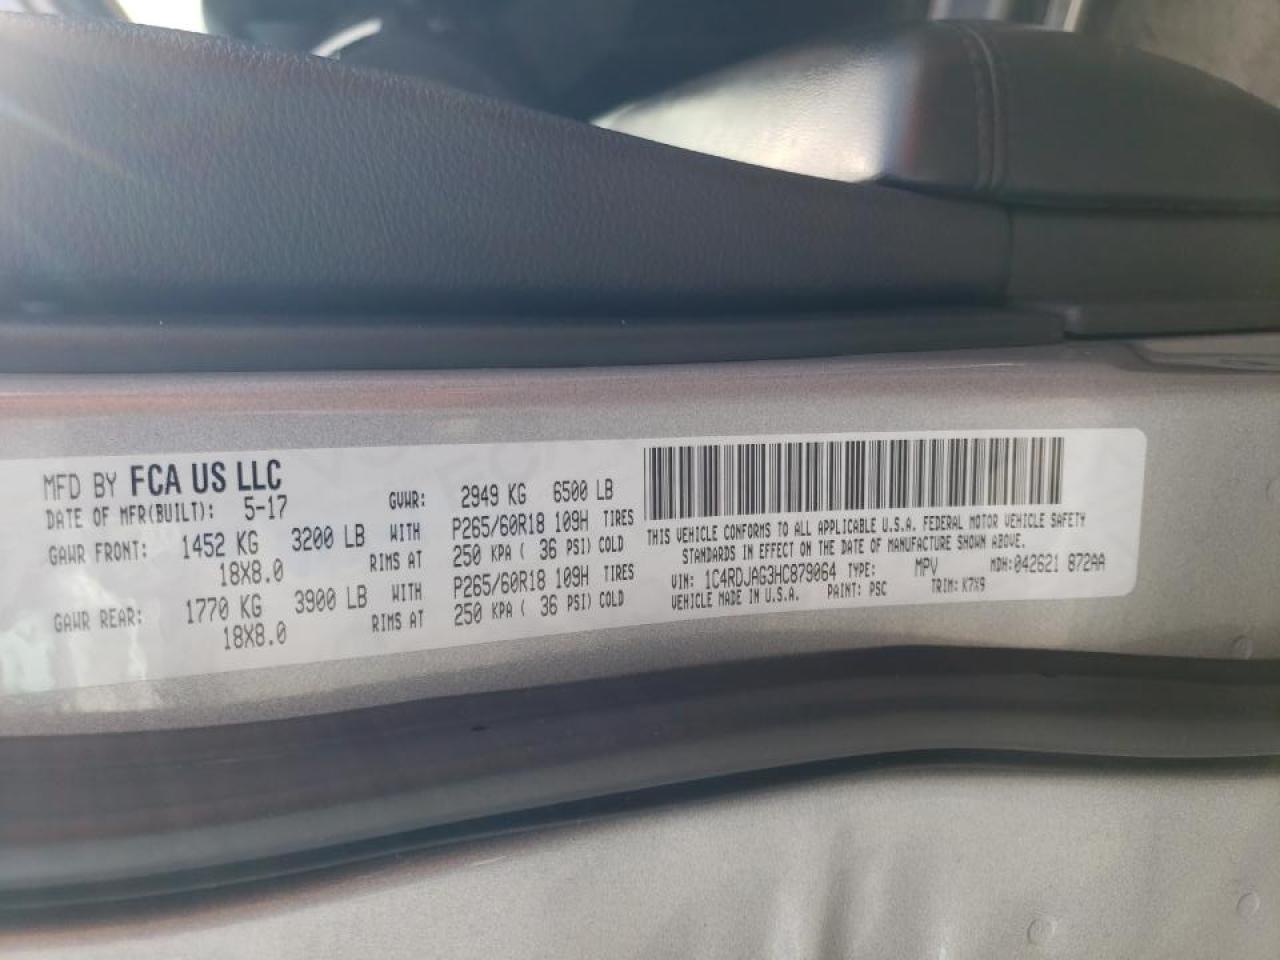 MFD BY FCA US LLC
DATE OF MFR(BUILT): 5-17 GVWR: 2949 KG 6500 LB
GAWR FRONT: 1452 KG 3200 LB WITH P265/60R18 109H TIRES
18X8.0 RIMS AT 250 KPA ( 36 PSI) COLD
GAWR REAR: 1770 KG 3900 LB WITH P265/60R18 109H TIRES
18X8.0 RIMS AT 250 KPA ( 36 PSI) COLD
THIS VEHICLE CONFORMS TO ALL APPLICABLE U.S.A. FEDERAL MOTOR VEHICLE SAFETY
STANDARDS IN EFFECT ON THE DATE OF MANUFACTURE SHOWN ABOVE.
VIN: 1C4RDJAG3HC879064 TYPE: MPV MDH: 042621 872AA
VEHICLE MADE IN U.S.A. PAINT: PSC TRIM: K7X9